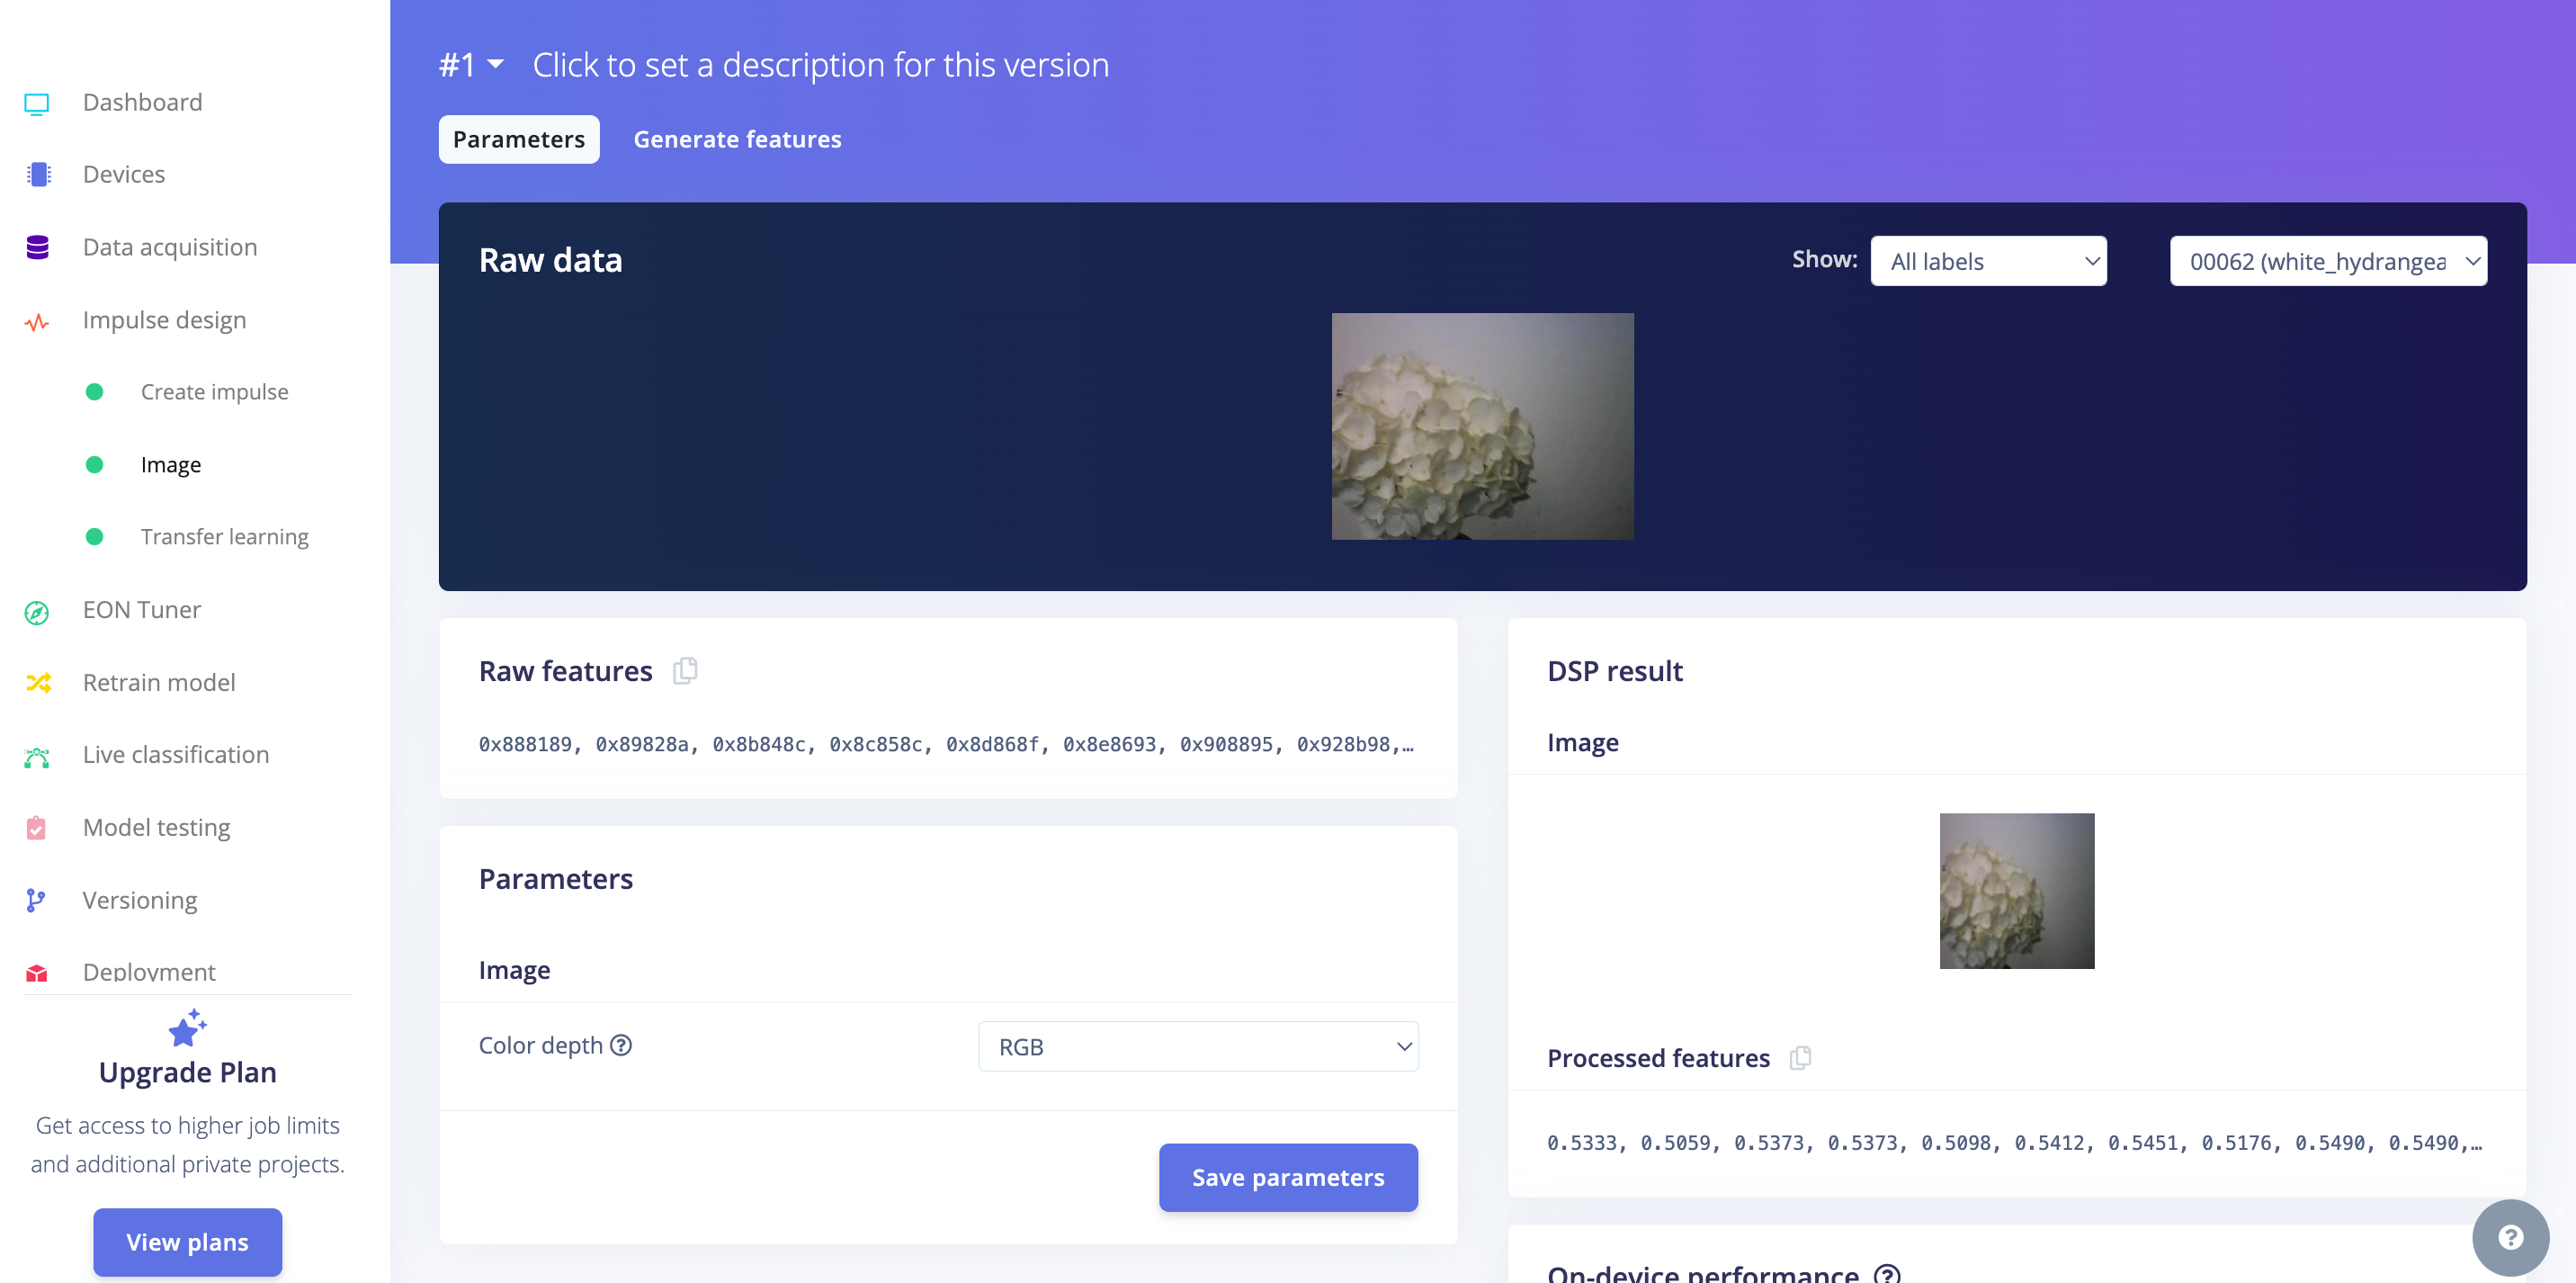 Dashboard
Devices
Data acquisition
Impulse design
Create impulse
Image
Transfer learning
EON Tuner
Retrain model
Live classification
Model testing
Versioning
Deployment
Upgrade Plan
Get access to higher job limits
and additional private projects.
View plans
#1 Click to set a description for this version
Parameters Generate features
Raw data
Show: All labels 00062 (white_hydrangea
Raw features
0x888189, 0x89828a, 0x8b848c, 0x8c858c, 0x8d868f, 0x8e8693, 0x908895, 0x928b98,…
Parameters
Image
Color depth ? RGB
Save parameters
DSP result
Image
Processed features
0.5333, 0.5059, 0.5373, 0.5373, 0.5098, 0.5412, 0.5451, 0.5176, 0.5490, 0.5490,…
On-device performance ?
?